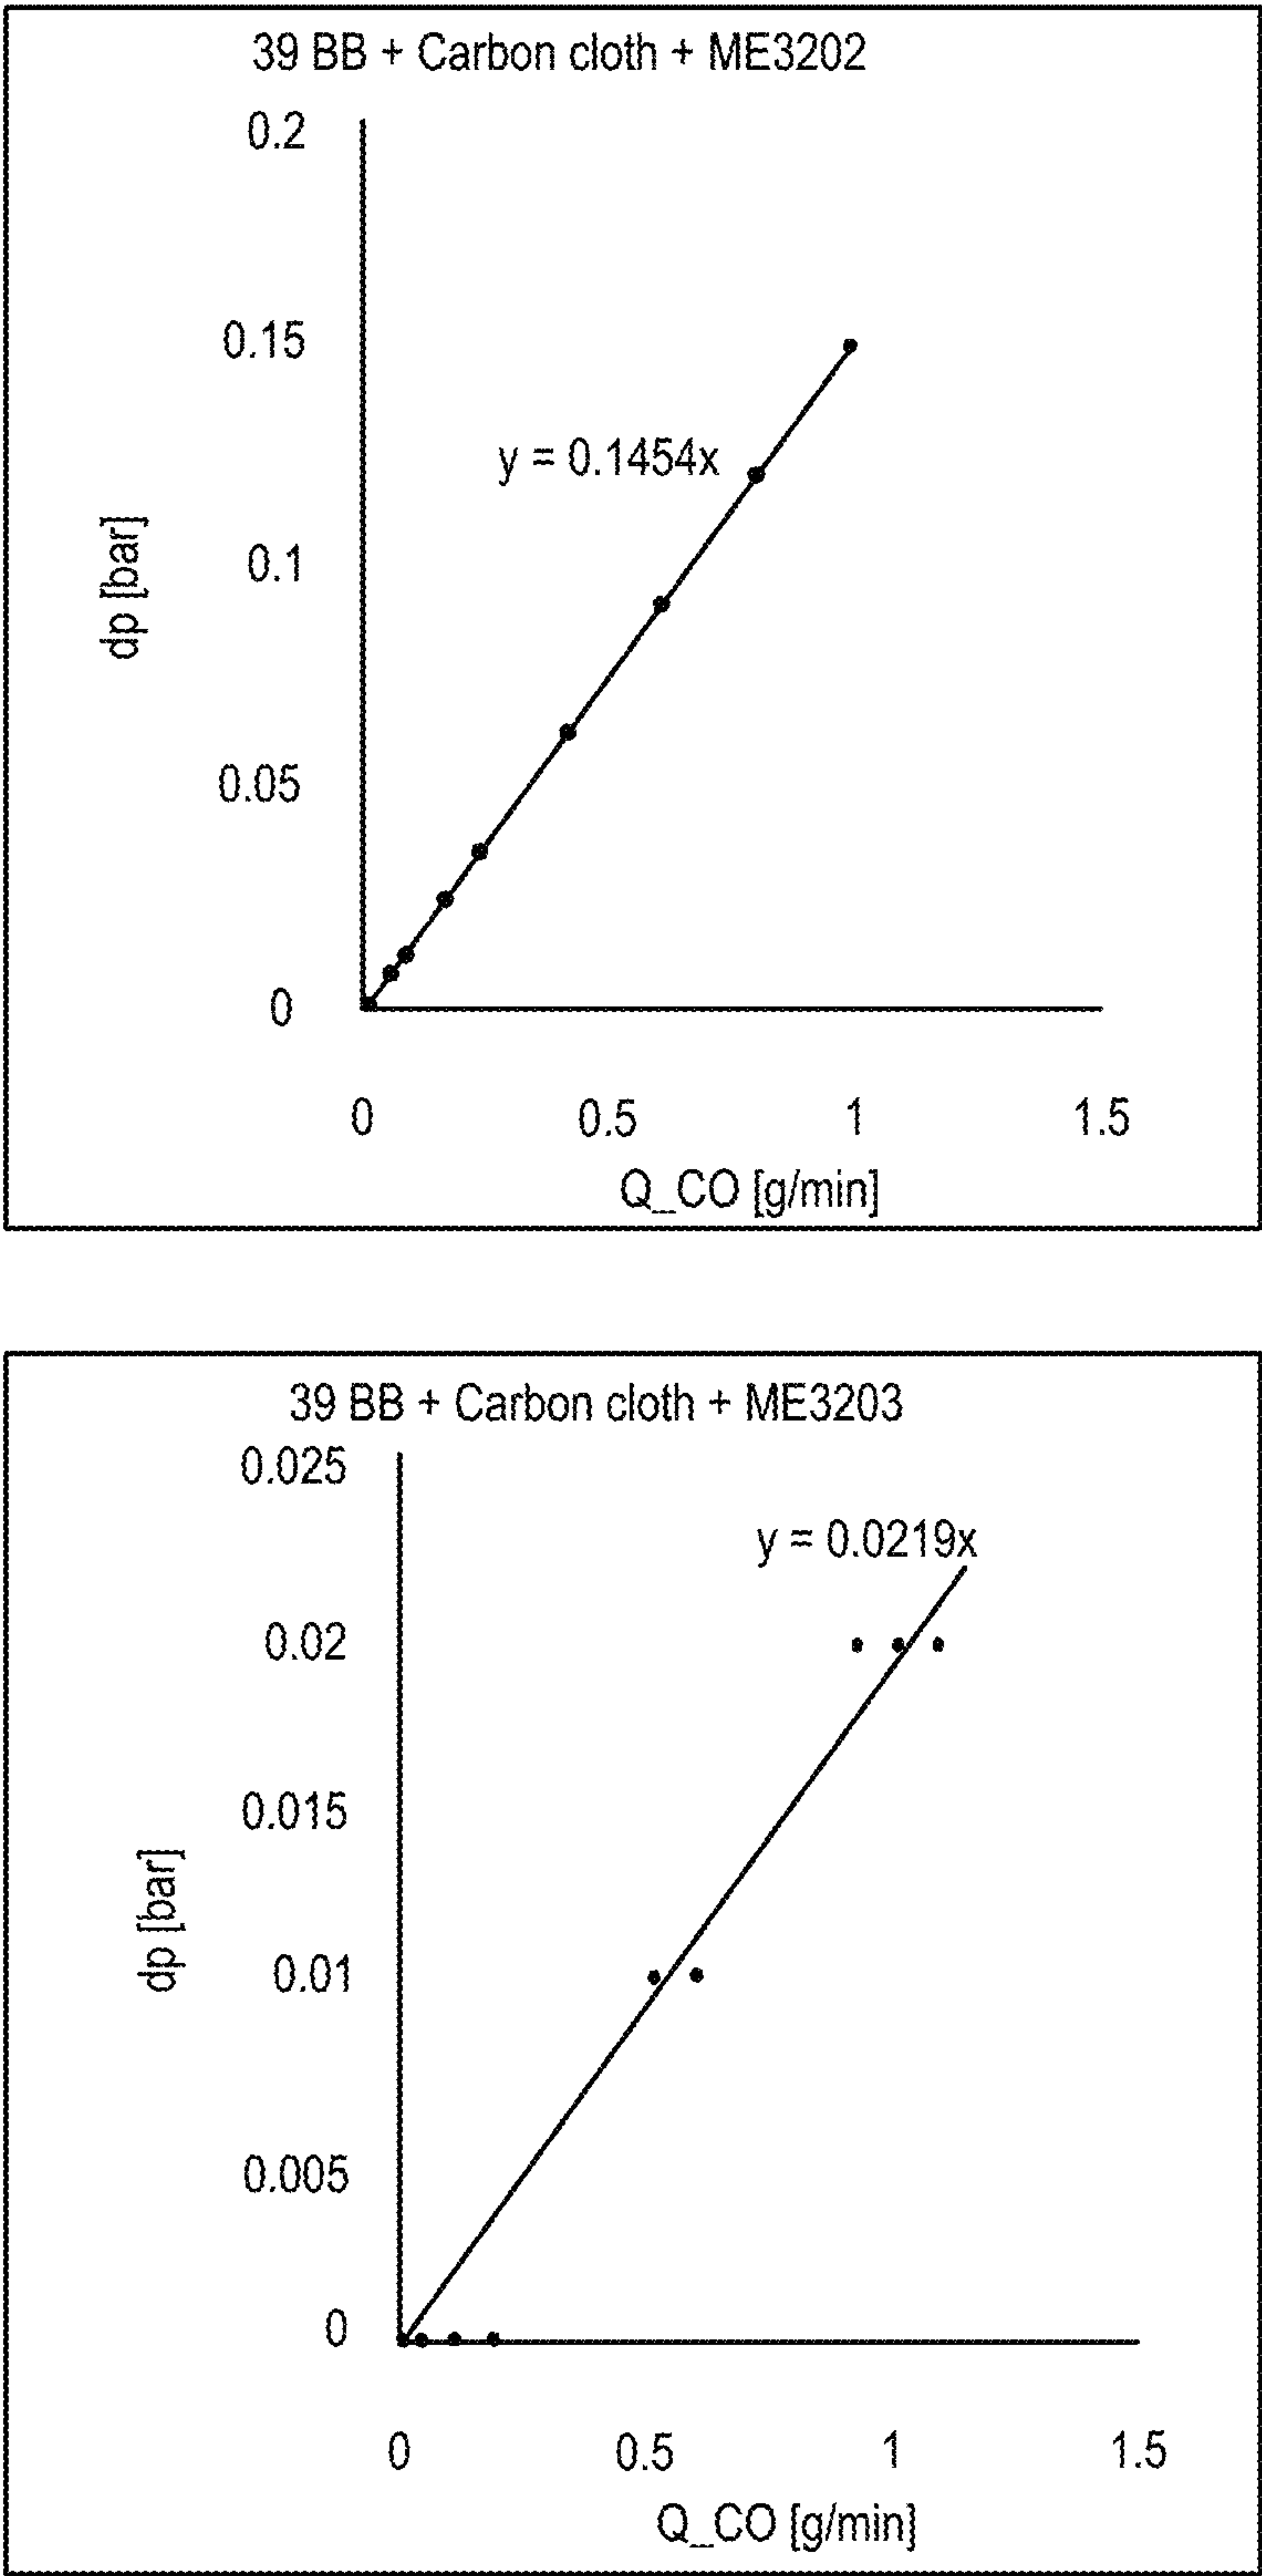 39 BB + Carbon cloth + ME3202
0.2
0.15
y = 0.1454x
0.1
dp [bar]
0.05
0
0 0.5 1 1.5
Q_CO [g/min]
39 BB + Carbon cloth + ME3203
0.025
y = 0.0219x
0.02
0.015
dp [bar]
0.01
0.005
0
0 0.5 1 1.5
Q_CO [g/min]